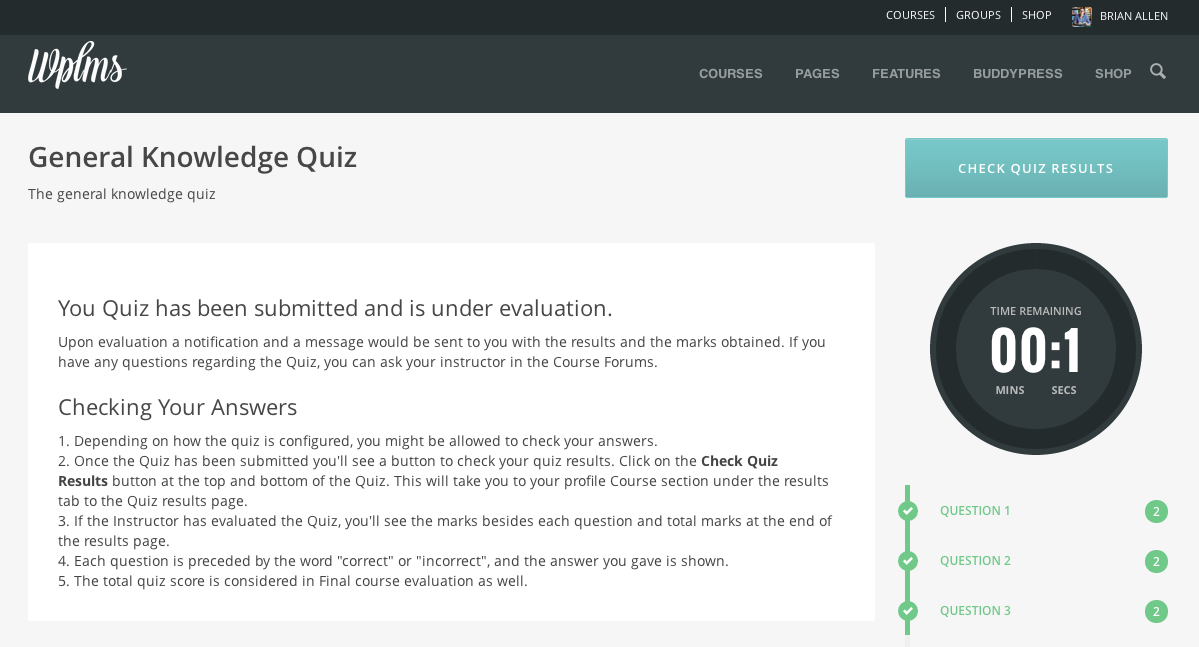 COURSES GROUPS SHOP BRIAN ALLEN
Wplms
COURSES PAGES FEATURES BUDDYPRESS SHOP
General Knowledge Quiz
The general knowledge quiz
CHECK QUIZ RESULTS
You Quiz has been submitted and is under evaluation.
Upon evaluation a notification and a message would be sent to you with the results and the marks obtained. If you
have any questions regarding the Quiz, you can ask your instructor in the Course Forums.
Checking Your Answers
1. Depending on how the quiz is configured, you might be allowed to check your answers.
2. Once the Quiz has been submitted you'll see a button to check your quiz results. Click on the Check Quiz
Results button at the top and bottom of the Quiz. This will take you to your profile Course section under the results
tab to the Quiz results page.
3. If the Instructor has evaluated the Quiz, you'll see the marks besides each question and total marks at the end of
the results page.
4. Each question is preceded by the word "correct" or "incorrect", and the answer you gave is shown.
5. The total quiz score is considered in Final course evaluation as well.
TIME REMAINING
00:1
MINS SECS
QUESTION 1 2
QUESTION 2 2
QUESTION 3 2